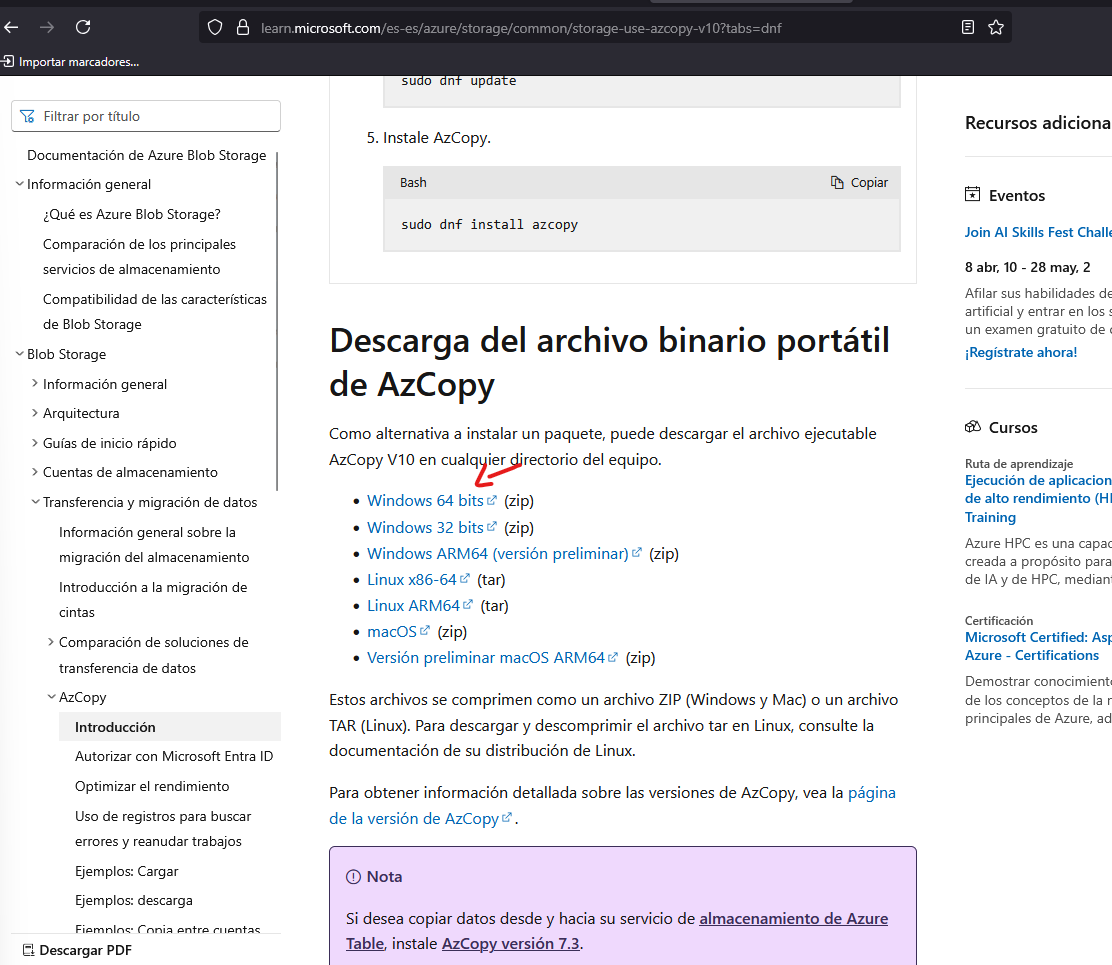 learn.microsoft.com/es-es/azure/storage/common/storage-use-azcopy-v10?tabs=dnf
Importar marcadores...
Filtrar por título
Documentación de Azure Blob Storage
Información general
¿Qué es Azure Blob Storage?
Comparación de los principales
servicios de almacenamiento
Compatibilidad de las características
de Blob Storage
Blob Storage
Información general
Arquitectura
Guías de inicio rápido
Cuentas de almacenamiento
Transferencia y migración de datos
Información general sobre la
migración del almacenamiento
Introducción a la migración de
cintas
Comparación de soluciones de
transferencia de datos
AzCopy
Introducción
Autorizar con Microsoft Entra ID
Optimizar el rendimiento
Uso de registros para buscar
errores y reanudar trabajos
Ejemplos: Cargar
Ejemplos: descarga
Ejemplos: Copia entre cuentas
Descargar PDF
sudo dnf update
5. Instale AzCopy.
Bash
Copiar
sudo dnf install azcopy
Descarga del archivo binario portátil
de AzCopy
Como alternativa a instalar un paquete, puede descargar el archivo ejecutable
AzCopy V10 en cualquier directorio del equipo.
• Windows 64 bits (zip)
• Windows 32 bits (zip)
• Windows ARM64 (versión preliminar) (zip)
• Linux x86-64 (tar)
• Linux ARM64 (tar)
• macOS (zip)
• Versión preliminar macOS ARM64 (zip)
Estos archivos se comprimen como un archivo ZIP (Windows y Mac) o un archivo
TAR (Linux). Para descargar y descomprimir el archivo tar en Linux, consulte la
documentación de su distribución de Linux.
Para obtener información detallada sobre las versiones de AzCopy, vea la página
de la versión de AzCopy.
Nota
Si desea copiar datos desde y hacia su servicio de almacenamiento de Azure
Table, instale AzCopy versión 7.3.
Recursos adiciona
Eventos
Join AI Skills Fest Challe
8 abr, 10 - 28 may, 2
Afilar sus habilidades de
artificial y entrar en los s
un examen gratuito de c
¡Regístrate ahora!
Cursos
Ruta de aprendizaje
Ejecución de aplicacion
de alto rendimiento (HI
Training
Azure HPC es una capac
creada a propósito para
de IA y de HPC, mediant
Certificación
Microsoft Certified: Asp
Azure - Certifications
Demostrar conocimiento
de los conceptos de la r
principales de Azure, ad